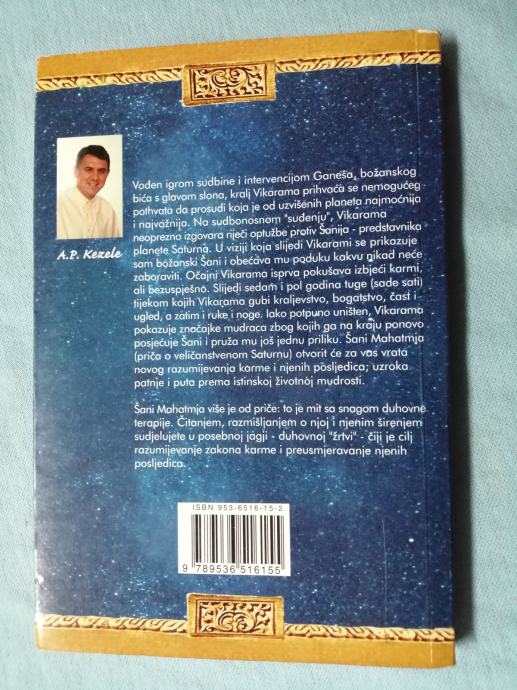 Vođen igrom sudbine i intervencijom Ganeša, božanskog
bića s glavom slona, kralj Vikarama prihvaća se nemogućeg
pothvata da prosudi koja je od uzvišenih planeta najmoćnija
i najvažnija. Na sudbonosnom "suđenju", Vikarama
neoprezno izgovara riječi optužbe protiv Šanija - predstavnika
planete Saturna. U viziji koja slijedi Vikarami se prikazuje
sam božanski Šani i obećava mu poduku kakvu nikad neće
zaboraviti. Očajni Vikarama isprva pokušava izbjeći karmi,
ali bezuspješno. Slijedi sedam i pol godina tuge (sade sati)
tijekom kojih Vikarama gubi kraljevstvo, bogatstvo, čast i
ugled, a zatim i ruke i noge. Iako potpuno uništen, Vikarama
pokazuje značajke mudraca zbog kojih ga na kraju ponovo
posjećuje Šani i pruža mu još jednu priliku. Šani Mahatmja
(priča o veličanstvenom Saturnu) otvorit će za vas vrata
novog razumijevanja karme i njenih posljedica; uzroka
patnje i puta prema istinskoj životnoj mudrosti.
A.P. Kezele
Šani Mahatmja više je od priče: to je mit sa snagom duhovne
terapije. Čitanjem, razmišljanjem o njoj i njenim širenjem
sudjelujete u posebnoj jagji - duhovnoj "žrtvi" - čiji je cilj
razumijevanje zakona karme i preusmjeravanje njenih
posljedica.
ISBN 953-6516-15-2
9 789536 516155